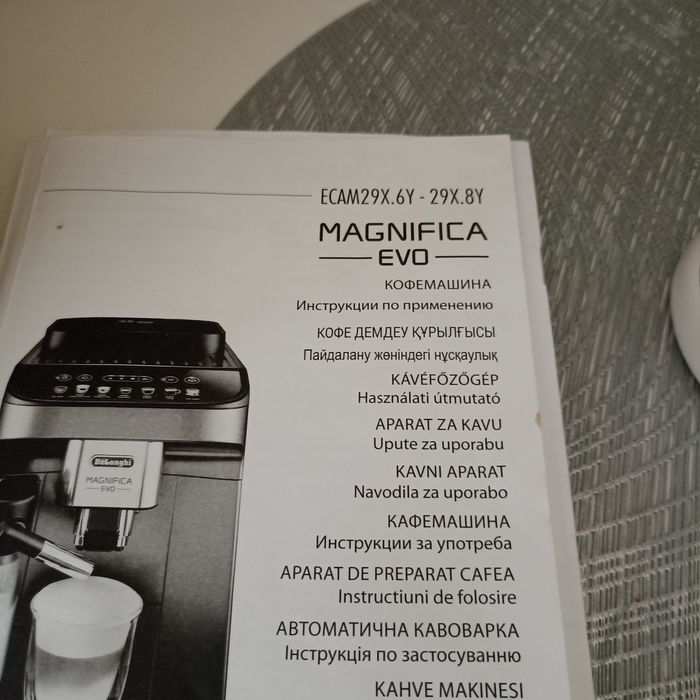 ECAM29X.6Y - 29X.8Y
MAGNIFICA
EVO
КОФЕМАШИНА
Инструкции по применению
КОФЕ ДЕМДЕУ ҚҰРЫЛҒЫСЫ
Пайдалану жөніндегі нұсқаулық
KÁVÉFŐZŐGÉP
Használati útmutató
APARAT ZA KAVU
Upute za uporabu
KAVNI APARAT
Navodila za uporabo
КАФЕМАШИНА
Инструкции за употреба
APARAT DE PREPARAT CAFEA
Instructiuni de folosire
АВТОМАТИЧНА КАВОВАРКА
Інструкція по застосуванню
KAHVE MAKINESI
DeLonghi
MAGNIFICA
EVO